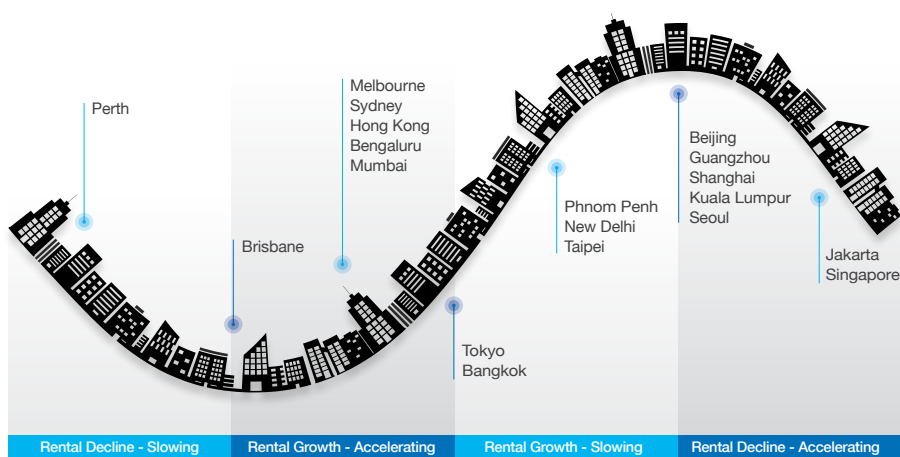 Perth
Brisbane
Melbourne
Sydney
Hong Kong
Bengaluru
Mumbai
Tokyo
Bangkok
Phnom Penh
New Delhi
Taipei
Beijing
Guangzhou
Shanghai
Kuala Lumpur
Seoul
Jakarta
Singapore
Rental Decline - Slowing
Rental Growth - Accelerating
Rental Growth - Slowing
Rental Decline - Accelerating